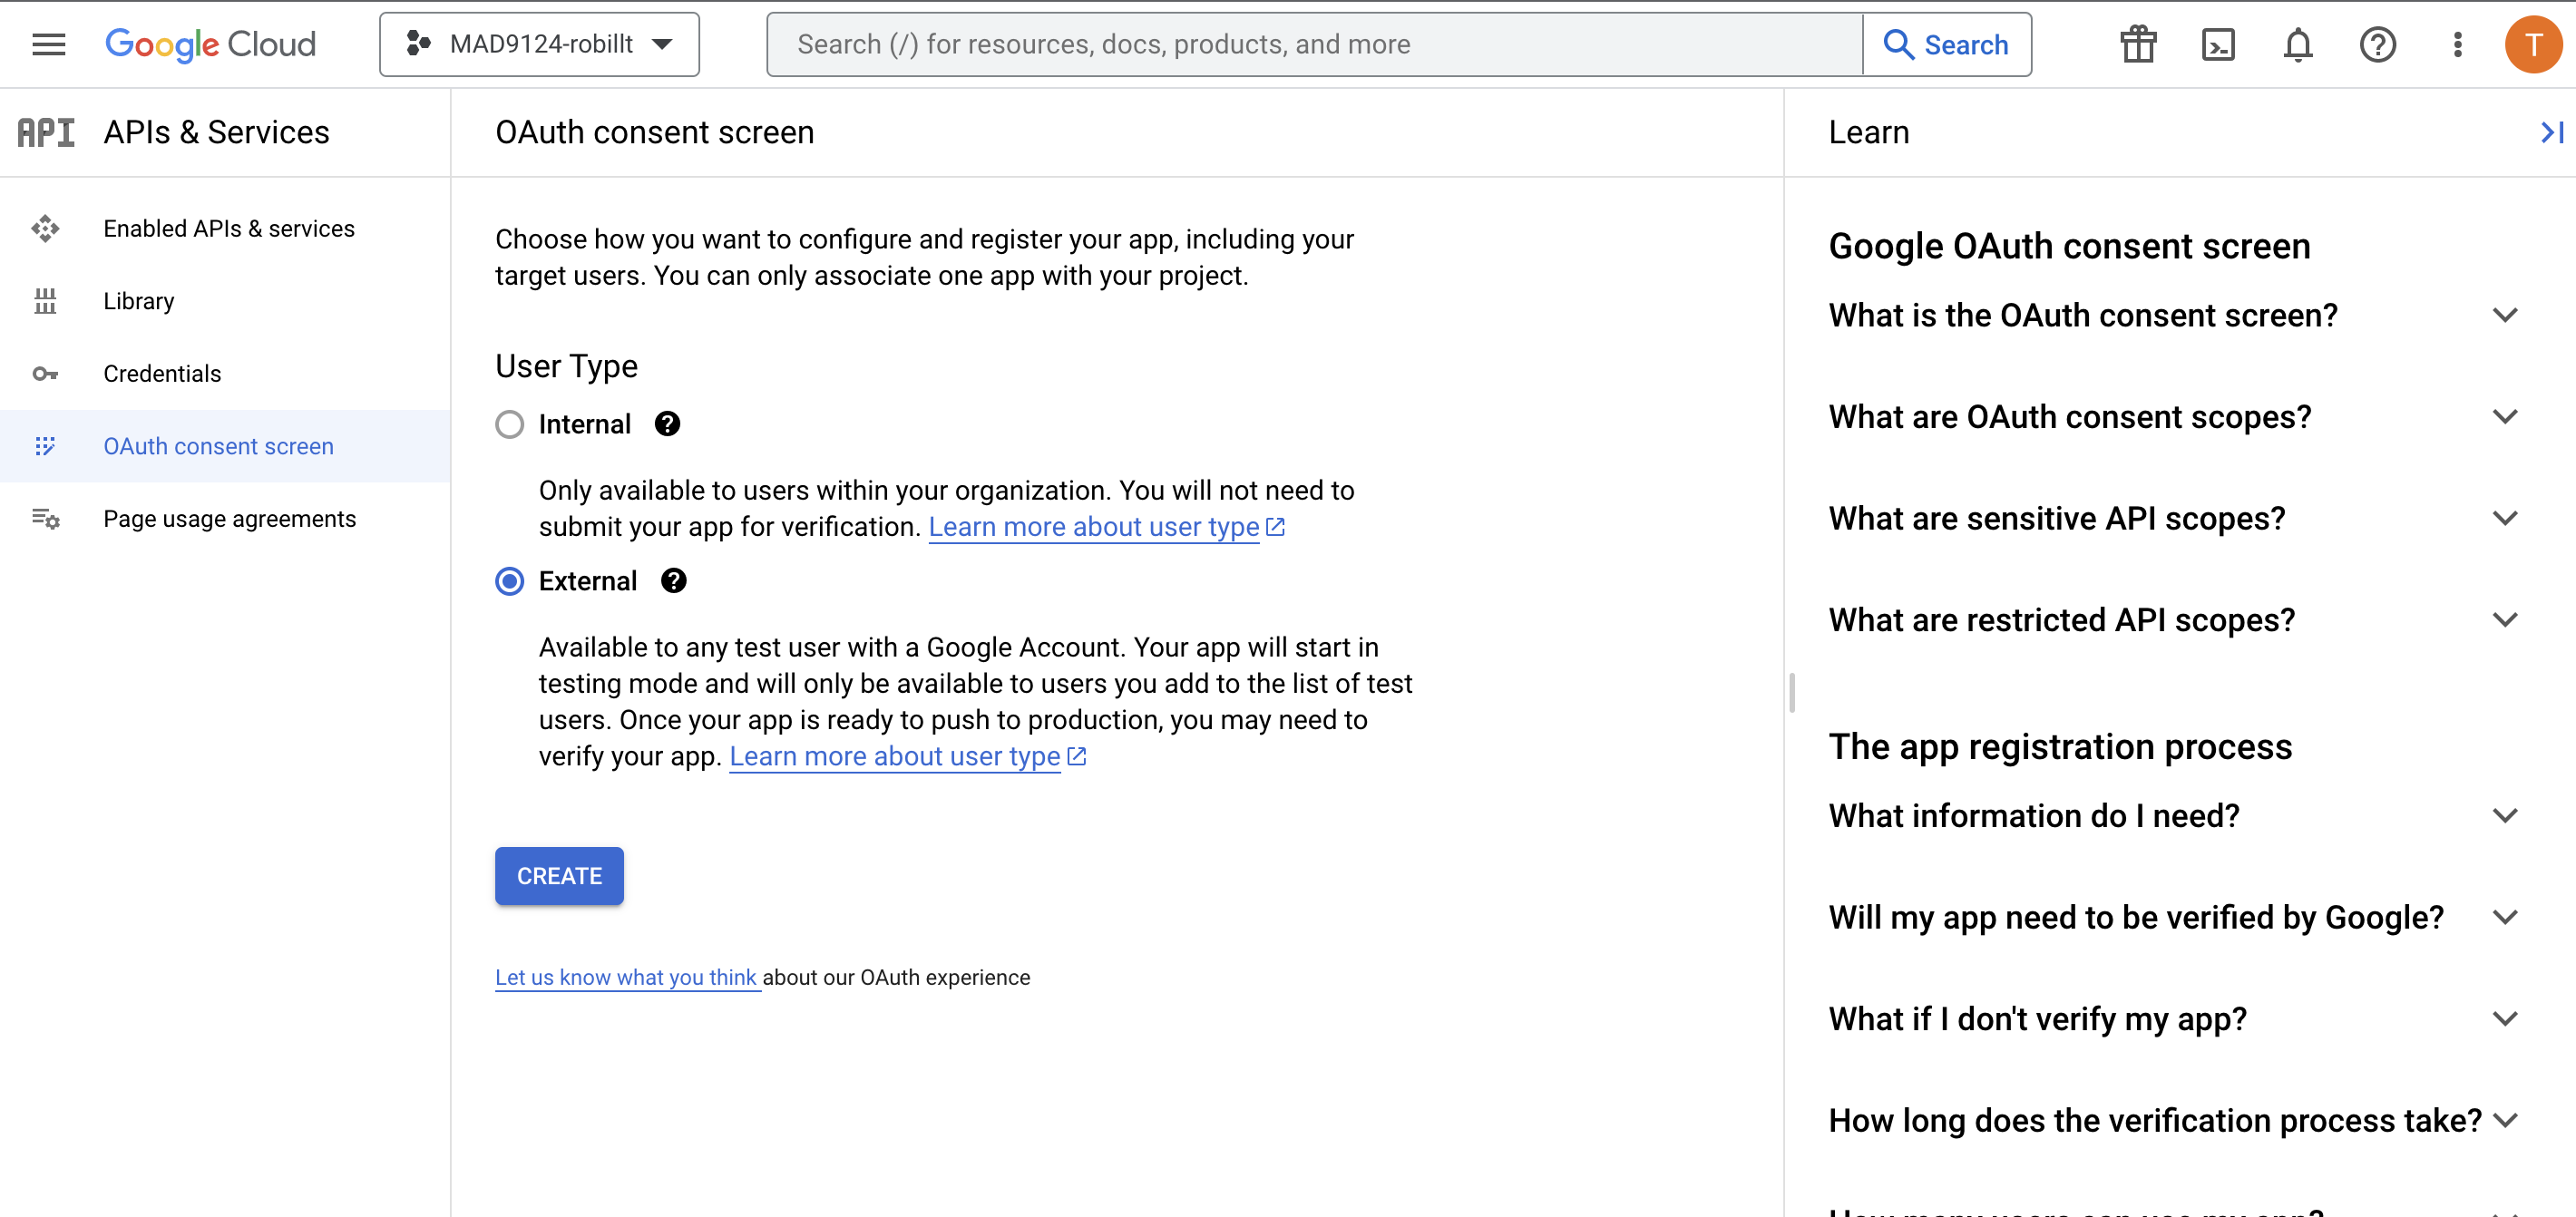 Google Cloud
MAD9124-robillt
Search (/) for resources, docs, products, and more
Search
T
API
APIs & Services
Enabled APIs & services
Library
Credentials
OAuth consent screen
Page usage agreements
OAuth consent screen
Choose how you want to configure and register your app, including your
target users. You can only associate one app with your project.
User Type
Internal
Only available to users within your organization. You will not need to
submit your app for verification. Learn more about user type
External
Available to any test user with a Google Account. Your app will start in
testing mode and will only be available to users you add to the list of test
users. Once your app is ready to push to production, you may need to
verify your app. Learn more about user type
CREATE
Let us know what you think about our OAuth experience
Learn
Google OAuth consent screen
What is the OAuth consent screen?
What are OAuth consent scopes?
What are sensitive API scopes?
What are restricted API scopes?
The app registration process
What information do I need?
Will my app need to be verified by Google?
What if I don't verify my app?
How long does the verification process take?
How many users can use my app?